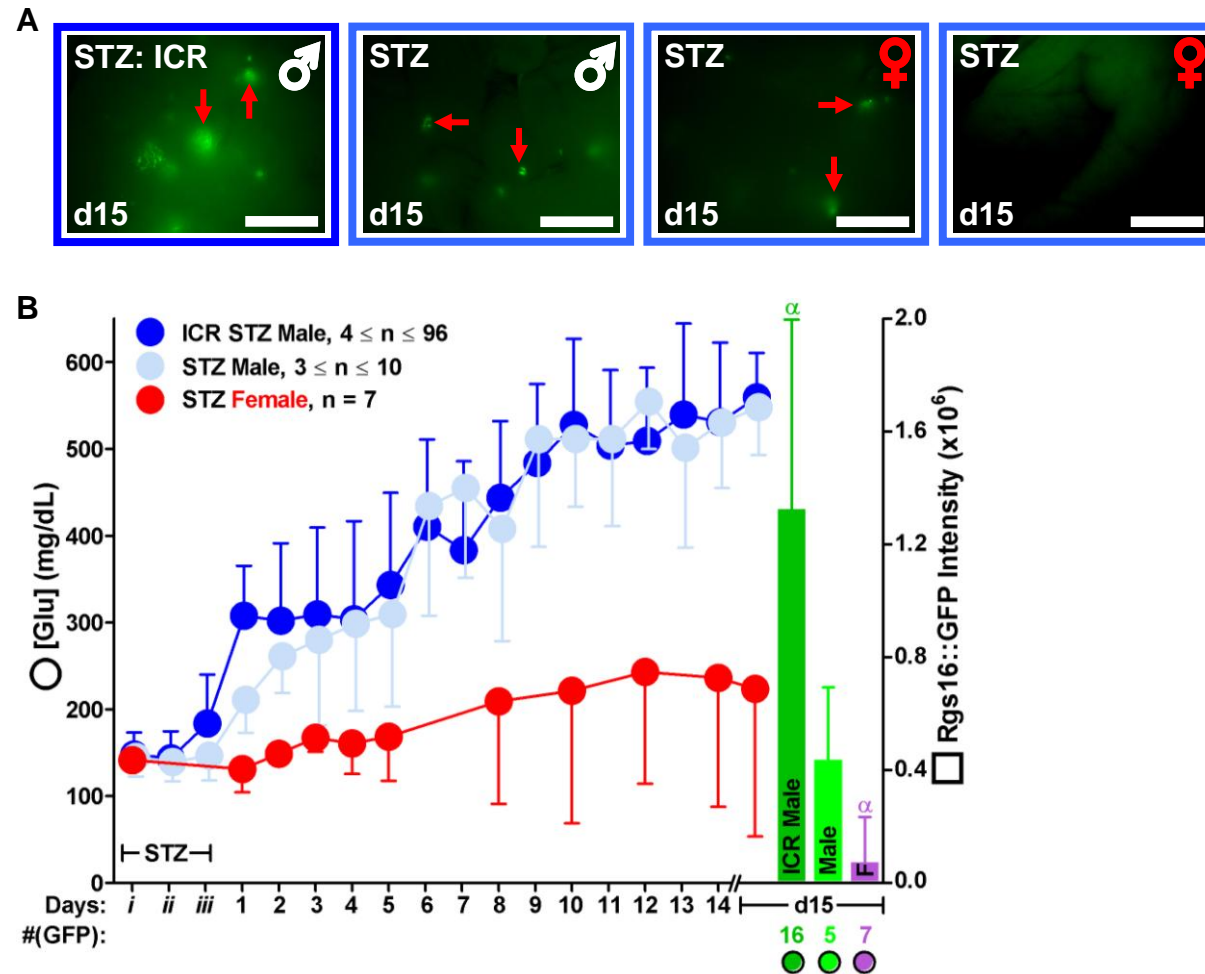 A
STZ: ICR ♂
d15
STZ ♂
d15
STZ ♀
d15
STZ ♀
d15
B
ICR STZ Male, 4 ≤ n ≤ 96
STZ Male, 3 ≤ n ≤ 10
STZ Female, n = 7
[Glu] (mg/dL)
600
500
400
300
200
100
0
STZ
α
α
ICR Male
Male
F
2.0
1.6
1.2
0.8
0.4
0.0
Rgs16::GFP Intensity (x10⁶)
Days: i ii iii 1 2 3 4 5 6 7 8 9 10 11 12 13 14 d15
#(GFP): 16 5 7